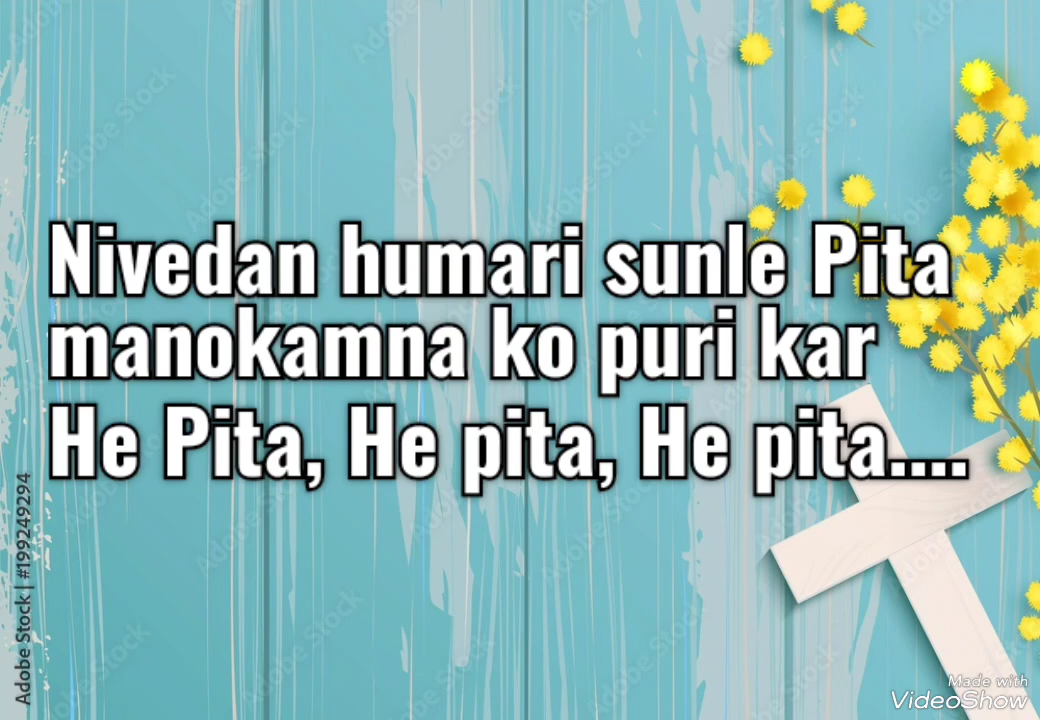 Nivedan humari sunle Pita
manokamna ko puri kar
He Pita, He pita, He pita....
Adobe Stock | #199249294
Made with
VideoShow